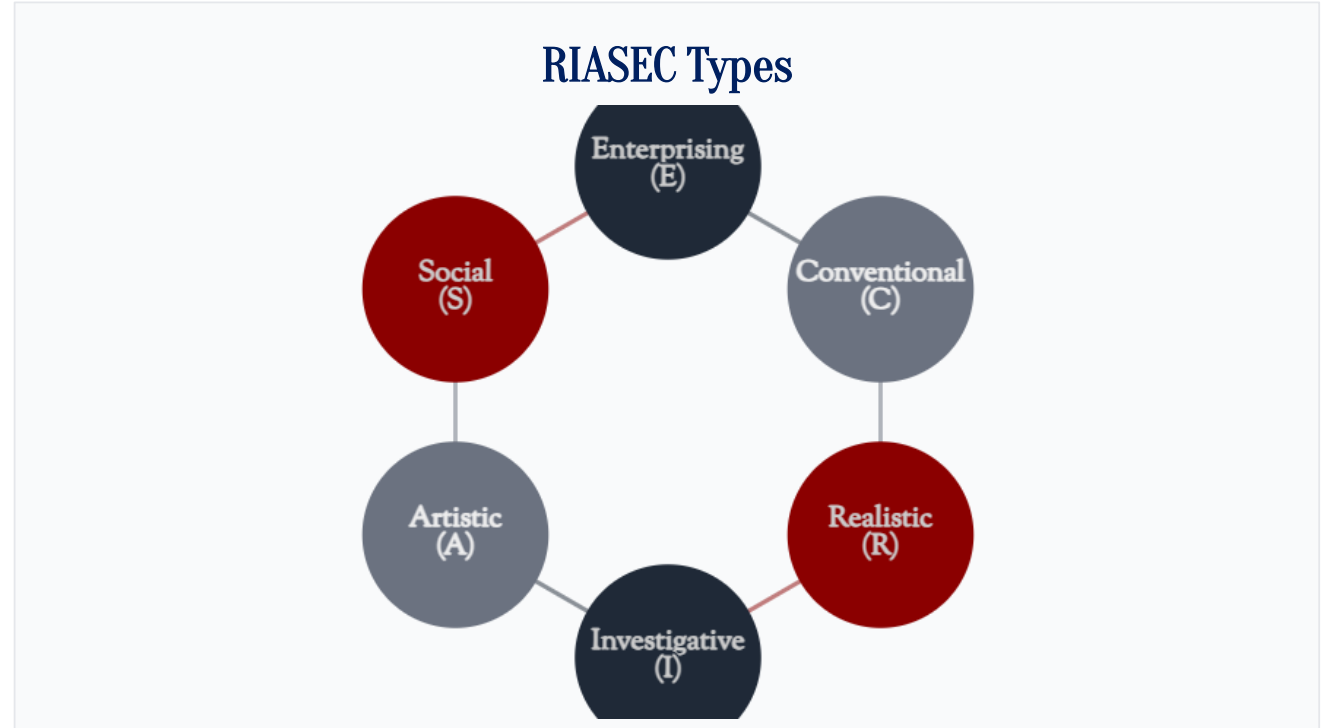 RIASEC Types
Enterprising
(E)
Social
(S)
Conventional
(C)
Artistic
(A)
Realistic
(R)
Investigative
(I)